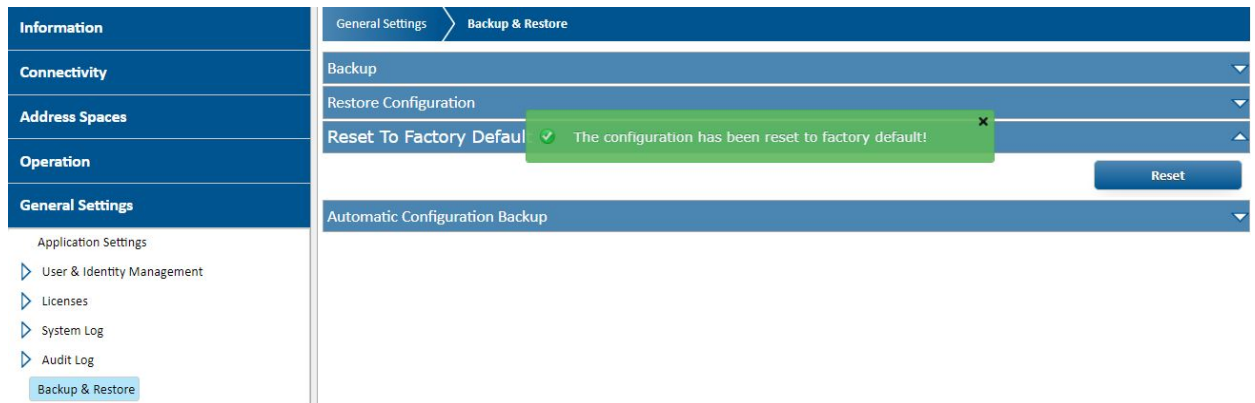 Information
Connectivity
Address Spaces
Operation
General Settings
Application Settings
User & Identity Management
Licenses
System Log
Audit Log
Backup & Restore
General Settings Backup & Restore
Backup
Restore Configuration
Reset To Factory Defaul
The configuration has been reset to factory default!
Reset
Automatic Configuration Backup